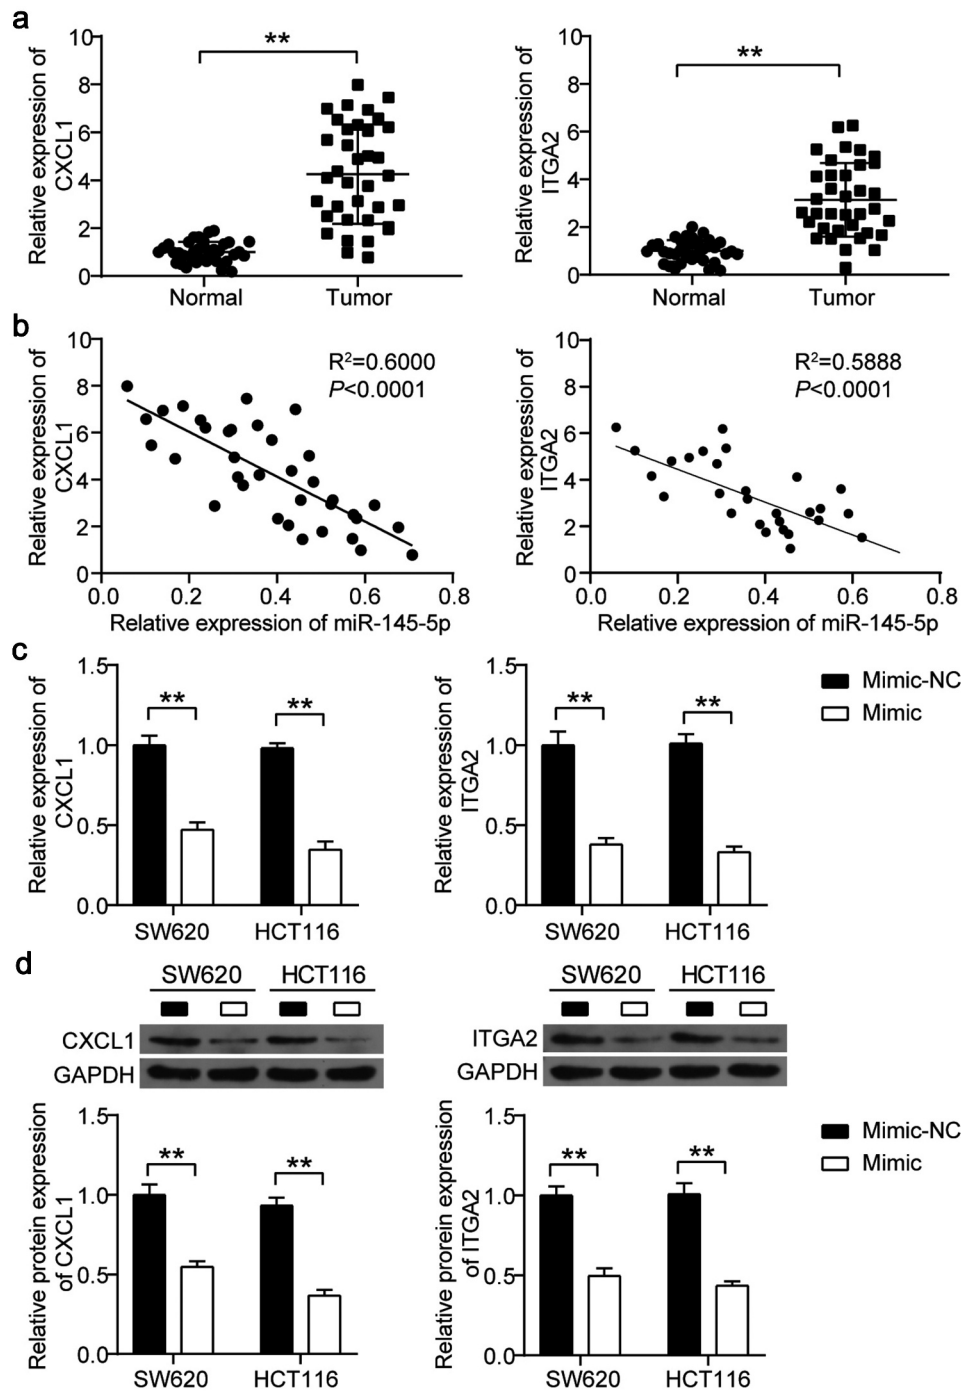 a
Relative expression of
CXCL1
10
8
6
4
2
0
**
Normal
Tumor
Relative expression of
ITGA2
10
8
6
4
2
0
**
Normal
Tumor
b
Relative expression of
CXCL1
10
8
6
4
2
0
R²=0.6000
P<0.0001
0.0
0.2
0.4
0.6
0.8
Relative expression of miR-145-5p
Relative expression of
ITGA2
10
8
6
4
2
0
R²=0.5888
P<0.0001
0.0
0.2
0.4
0.6
0.8
Relative expression of miR-145-5p
c
Relative expression of
CXCL1
1.5
1.0
0.5
0.0
**
**
SW620
HCT116
Relative expression of
ITGA2
1.5
1.0
0.5
0.0
**
**
SW620
HCT116
Mimic-NC
Mimic
d
SW620
HCT116
CXCL1
GAPDH
SW620
HCT116
ITGA2
GAPDH
Relative protein expression
of CXCL1
1.5
1.0
0.5
0.0
**
**
SW620
HCT116
Relative prorein expression
of ITGA2
1.5
1.0
0.5
0.0
**
**
SW620
HCT116
Mimic-NC
Mimic